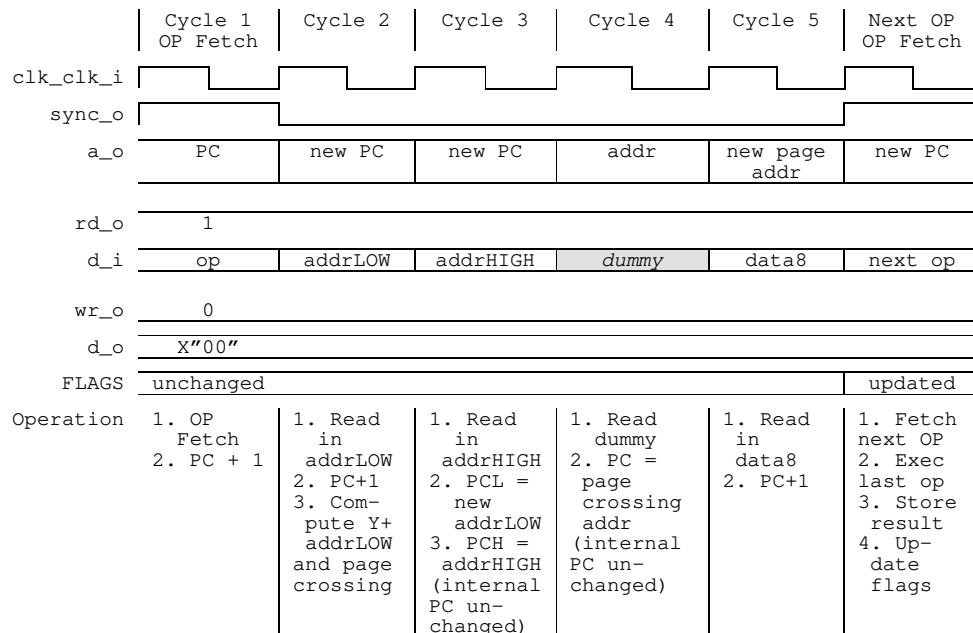 Cycle 1 Cycle 2 Cycle 3 Cycle 4 Cycle 5 Next OP
OP Fetch OP Fetch
clk_clk_i
sync_o
a_o PC new PC new PC addr new page new PC
addr
rd_o 1
d_i op addrLOW addrHIGH dummy data8 next op
wr_o 0
d_o X"00"
FLAGS unchanged updated
Operation 1. OP 1. Read 1. Read 1. Read 1. Read 1. Fetch
Fetch in in dummy in next OP
2. PC + 1 addrLOW addrHIGH 2. PC = data8 2. Exec
2. PC+1 2. PCL = page 2. PC+1 last op
3. Com- new crossing 3. Store
pute Y+ addrLOW addr result
addrLOW 3. PCH = (internal 4. Up-
and page addrHIGH PC un- date
crossing (internal changed) flags
PC un-
changed)